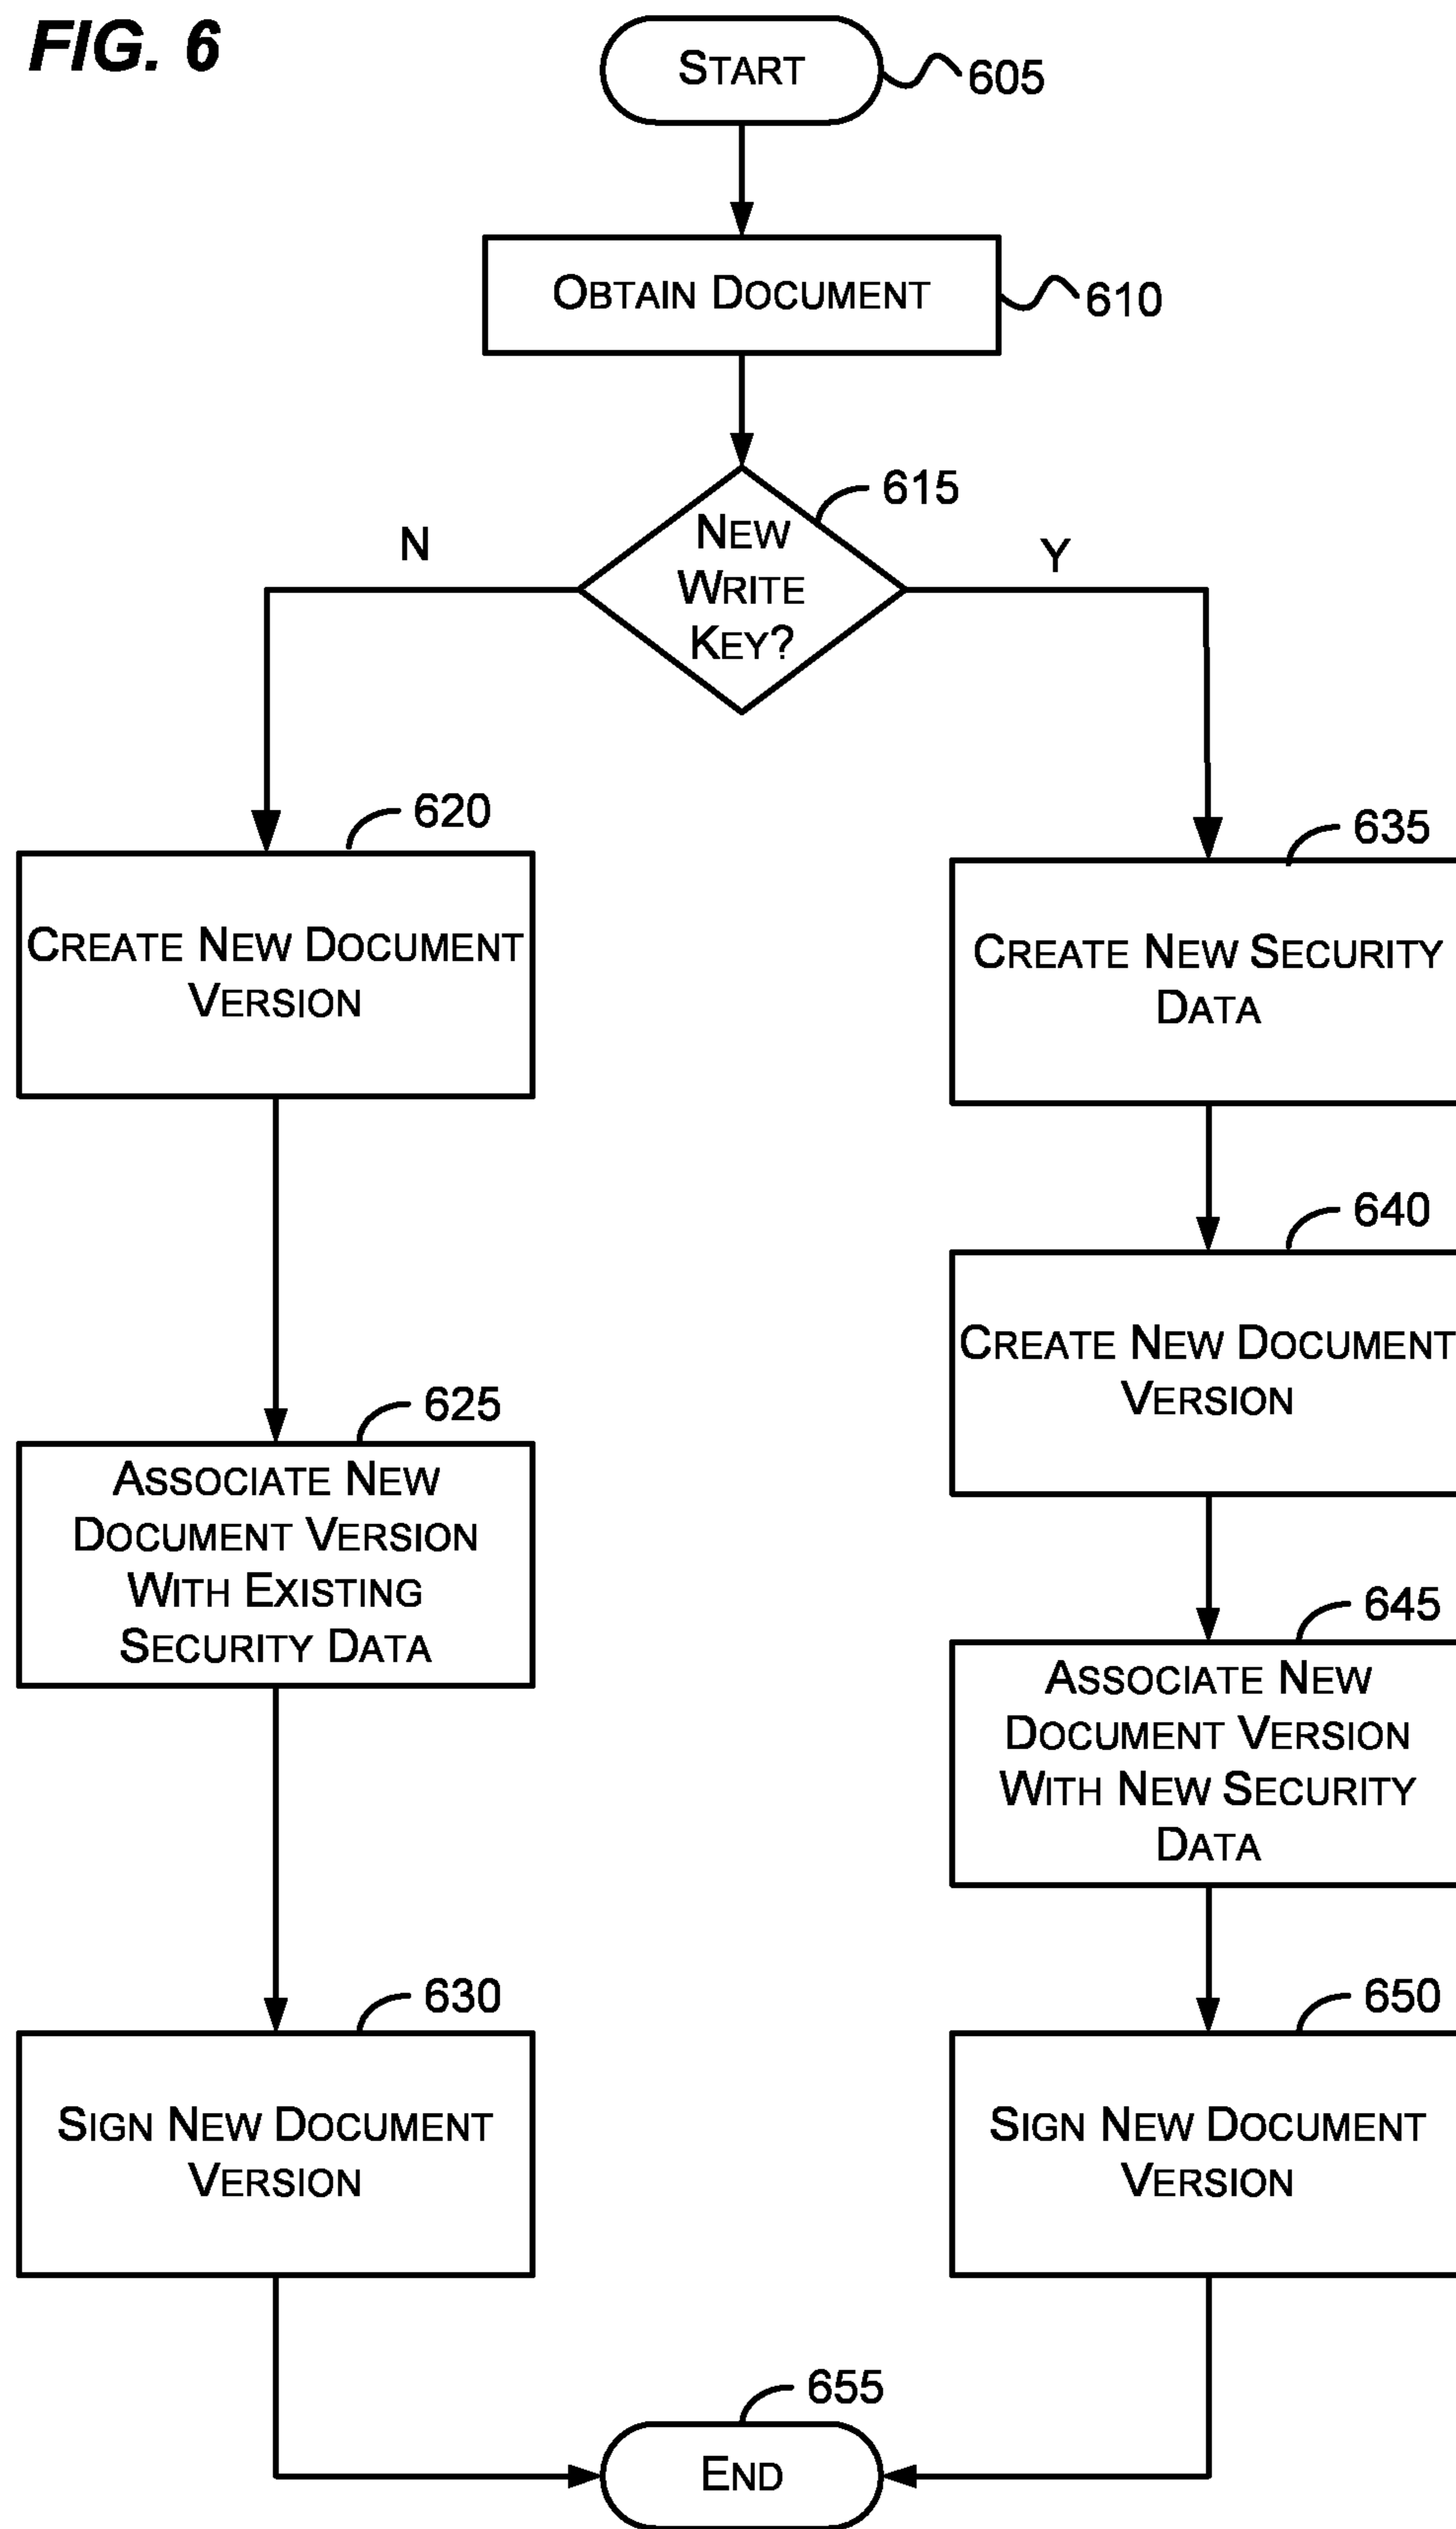 FIG. 6
START
605
OBTAIN DOCUMENT
610
615
NEW
WRITE
KEY?
N
Y
620
CREATE NEW DOCUMENT
VERSION
635
CREATE NEW SECURITY
DATA
640
CREATE NEW DOCUMENT
VERSION
625
ASSOCIATE NEW
DOCUMENT VERSION
WITH EXISTING
SECURITY DATA
645
ASSOCIATE NEW
DOCUMENT VERSION
WITH NEW SECURITY
DATA
630
SIGN NEW DOCUMENT
VERSION
650
SIGN NEW DOCUMENT
VERSION
655
END